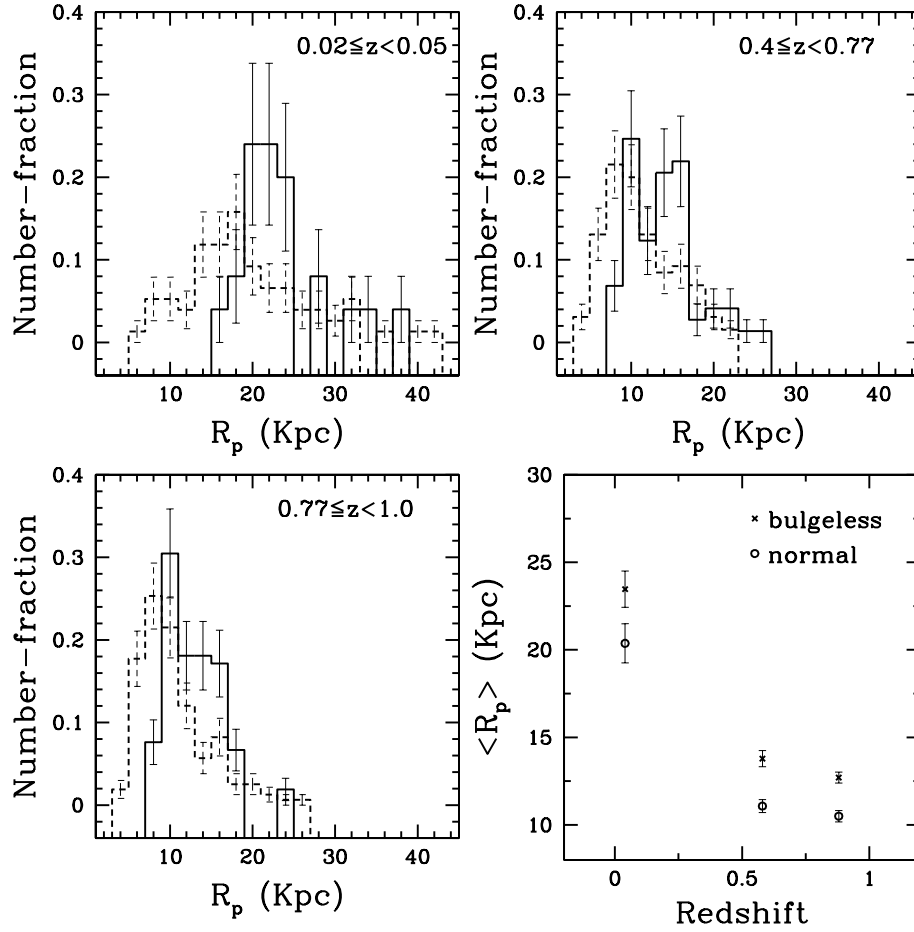 0.02≦z<0.05
0.4
0.3
0.2
0.1
0
Number-fraction
10 20 30 40
R_p (Kpc)
0.4≦z<0.77
0.4
0.3
0.2
0.1
0
Number-fraction
10 20 30 40
R_p (Kpc)
0.77≦z<1.0
0.4
0.3
0.2
0.1
0
Number-fraction
10 20 30 40
R_p (Kpc)
bulgeless
normal
30
25
20
15
10
<R_p> (Kpc)
0 0.5 1
Redshift